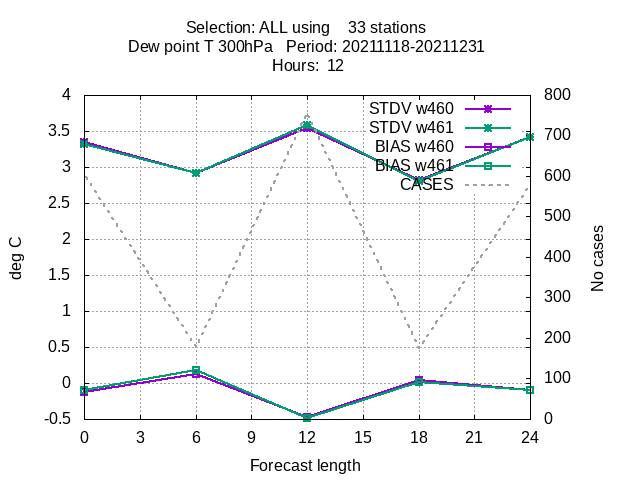 Selection: ALL using    33 stations
Dew point T 300hPa   Period: 20211118-20211231
Hours:  12
STDV w460
STDV w461
BIAS w460
BIAS w461
CASES
4
3.5
3
2.5
2
1.5
1
0.5
0
-0.5
800
700
600
500
400
300
200
100
0
deg C
No cases
0 3 6 9 12 15 18 21 24
Forecast length